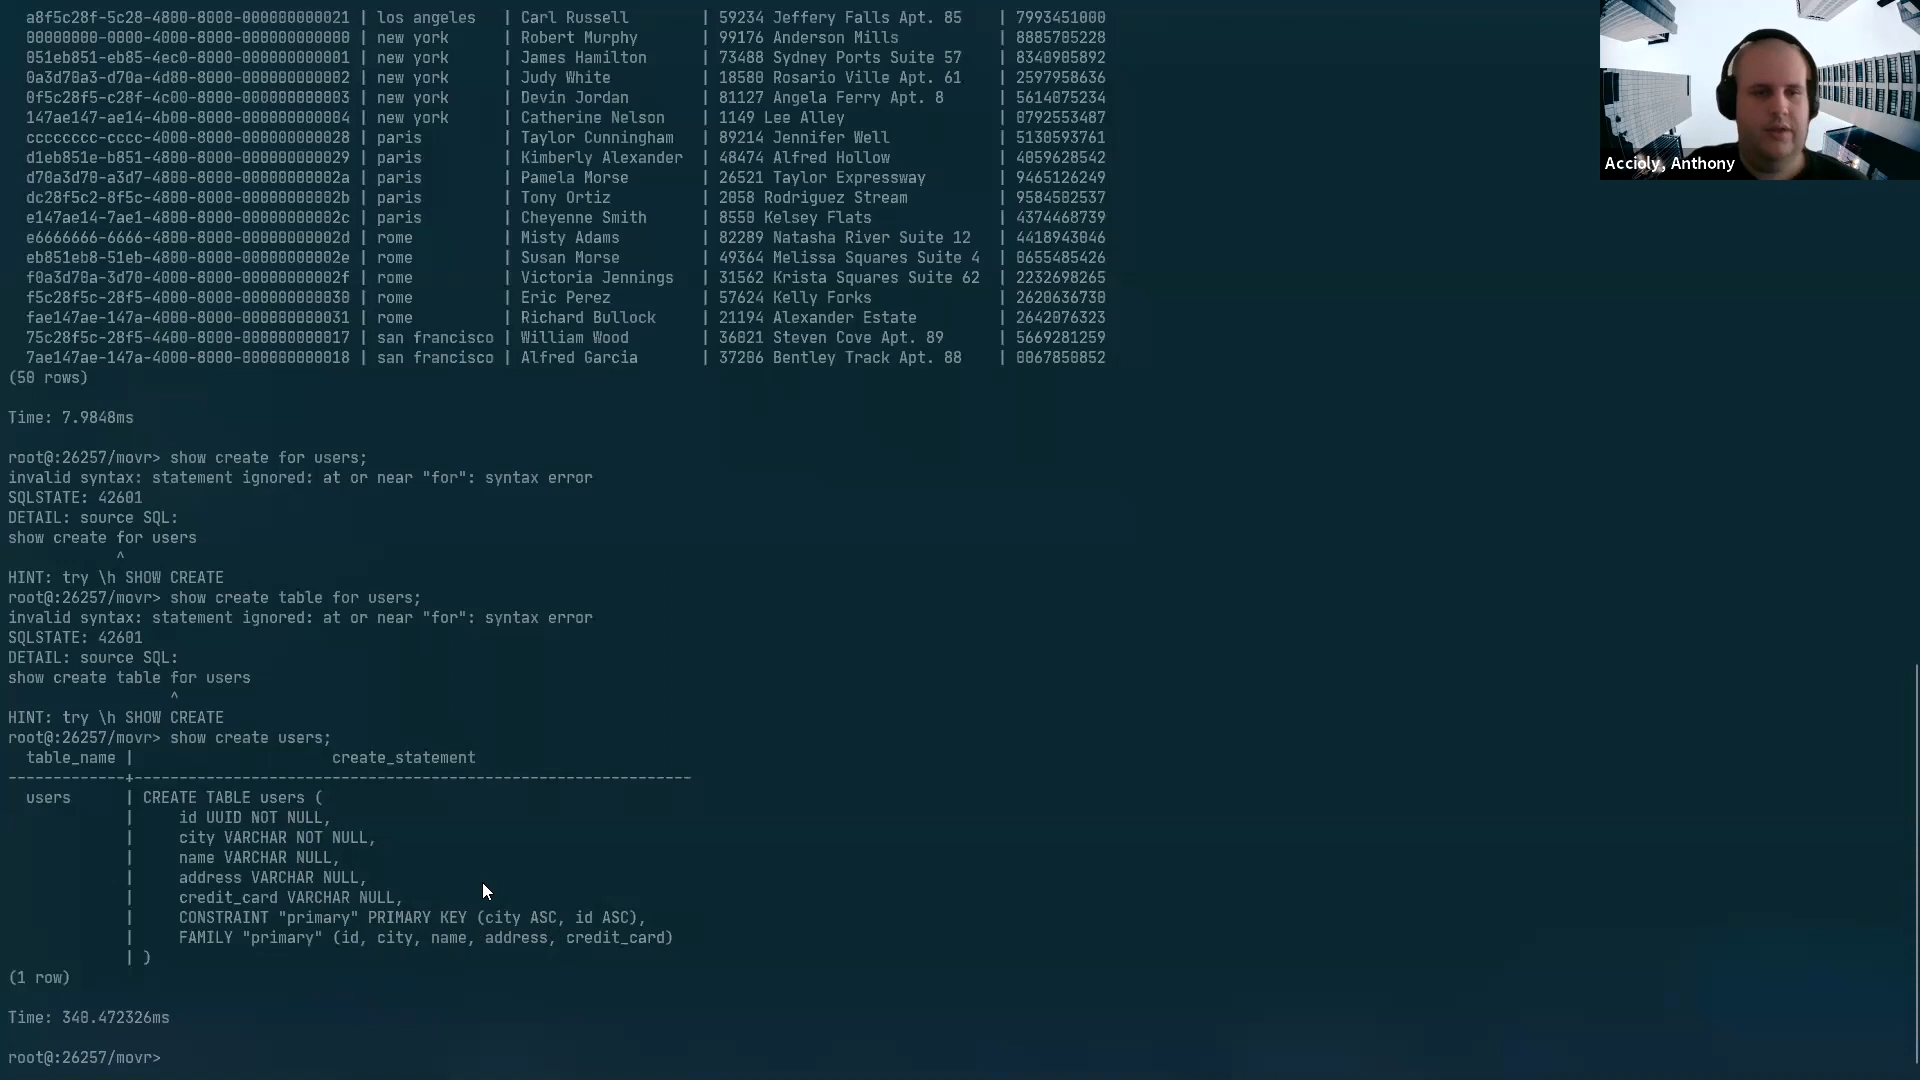 a8f5c28f-5c28-4800-8000-000000000021 | los angeles | Carl Russell | 59234 Jeffery Falls Apt. 85 | 7993451000
00000000-0000-4000-8000-000000000000 | new york | Robert Murphy | 99176 Anderson Mills | 8885705228
051eb851-eb85-4ec0-8000-000000000001 | new york | James Hamilton | 73488 Sydney Ports Suite 57 | 8340905892
0a3d70a3-d70a-4d80-8000-000000000002 | new york | Judy White | 18580 Rosario Ville Apt. 61 | 2597958636
0f5c28f5-c28f-4c00-8000-000000000003 | new york | Devin Jordan | 81127 Angela Ferry Apt. 8 | 5614075234
147ae147-ae14-4b00-8000-000000000004 | new york | Catherine Nelson | 1149 Lee Alley | 0792553487
cccccccc-cccc-4000-8000-000000000028 | paris | Taylor Cunningham | 89214 Jennifer Well | 5130593761
d1eb851e-b851-4800-8000-000000000029 | paris | Kimberly Alexander | 48474 Alfred Hollow | 4059628542
d70a3d70-a3d7-4800-8000-00000000002a | paris | Pamela Morse | 26521 Taylor Expressway | 9465126249
dc28f5c2-8f5c-4800-8000-00000000002b | paris | Tony Ortiz | 2058 Rodriguez Stream | 9584502537
e147ae14-7ae1-4800-8000-00000000002c | paris | Cheyenne Smith | 8550 Kelsey Flats | 4374468739
e6666666-6666-4800-8000-00000000002d | rome | Misty Adams | 82289 Natasha River Suite 12 | 4418943046
eb851eb8-51eb-4800-8000-00000000002e | rome | Susan Morse | 49364 Melissa Squares Suite 4 | 0655485426
f0a3d70a-3d70-4000-8000-00000000002f | rome | Victoria Jennings | 31562 Krista Squares Suite 62 | 2232698265
f5c28f5c-28f5-4000-8000-000000000030 | rome | Eric Perez | 57624 Kelly Forks | 2620636730
fae147ae-147a-4000-8000-000000000031 | rome | Richard Bullock | 21194 Alexander Estate | 2642076323
75c28f5c-28f5-4400-8000-000000000017 | san francisco | William Wood | 36021 Steven Cove Apt. 89 | 5669281259
7ae147ae-147a-4000-8000-000000000018 | san francisco | Alfred Garcia | 37206 Bentley Track Apt. 88 | 0067850852
(50 rows)
Time: 7.9848ms
root@:26257/movr> show create for users;
invalid syntax: statement ignored: at or near "for": syntax error
SQLSTATE: 42601
DETAIL: source SQL:
show create for users
^
HINT: try \h SHOW CREATE
root@:26257/movr> show create table for users;
invalid syntax: statement ignored: at or near "for": syntax error
SQLSTATE: 42601
DETAIL: source SQL:
show create table for users
^
HINT: try \h SHOW CREATE
root@:26257/movr> show create users;
table_name | create_statement
-------------+--------------------------------------------------------------
users | CREATE TABLE users (
| id UUID NOT NULL,
| city VARCHAR NOT NULL,
| name VARCHAR NULL,
| address VARCHAR NULL,
| credit_card VARCHAR NULL,
| CONSTRAINT "primary" PRIMARY KEY (city ASC, id ASC),
| FAMILY "primary" (id, city, name, address, credit_card)
| )
(1 row)
Time: 340.472326ms
root@:26257/movr>
Accioly, Anthony